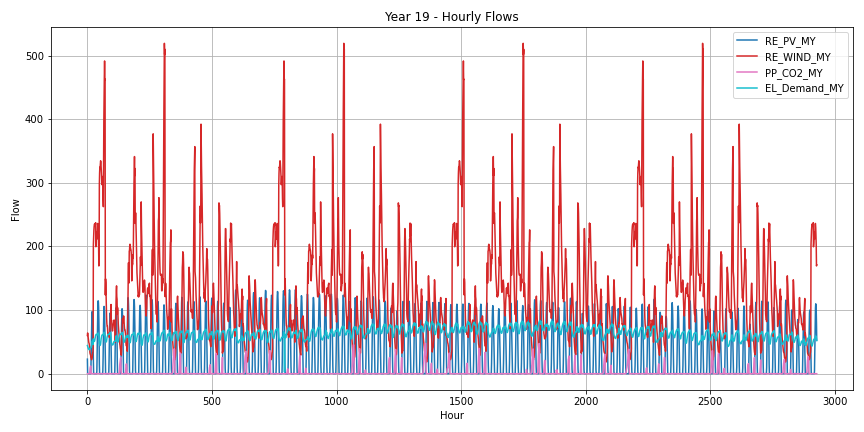 Year 19 - Hourly Flows
RE_PV_MY
RE_WIND_MY
PP_CO2_MY
EL_Demand_MY
500
400
300
200
100
0
Flow
0
500
1000
1500
2000
2500
3000
Hour